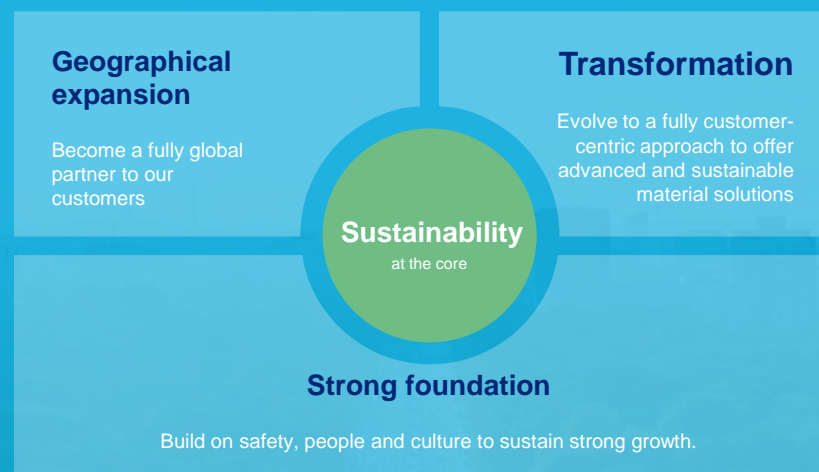 Geographical
expansion
Become a fully global
partner to our
customers
Transformation
Evolve to a fully customer-
centric approach to offer
advanced and sustainable
material solutions
Sustainability
at the core
Strong foundation
Build on safety, people and culture to sustain strong growth.